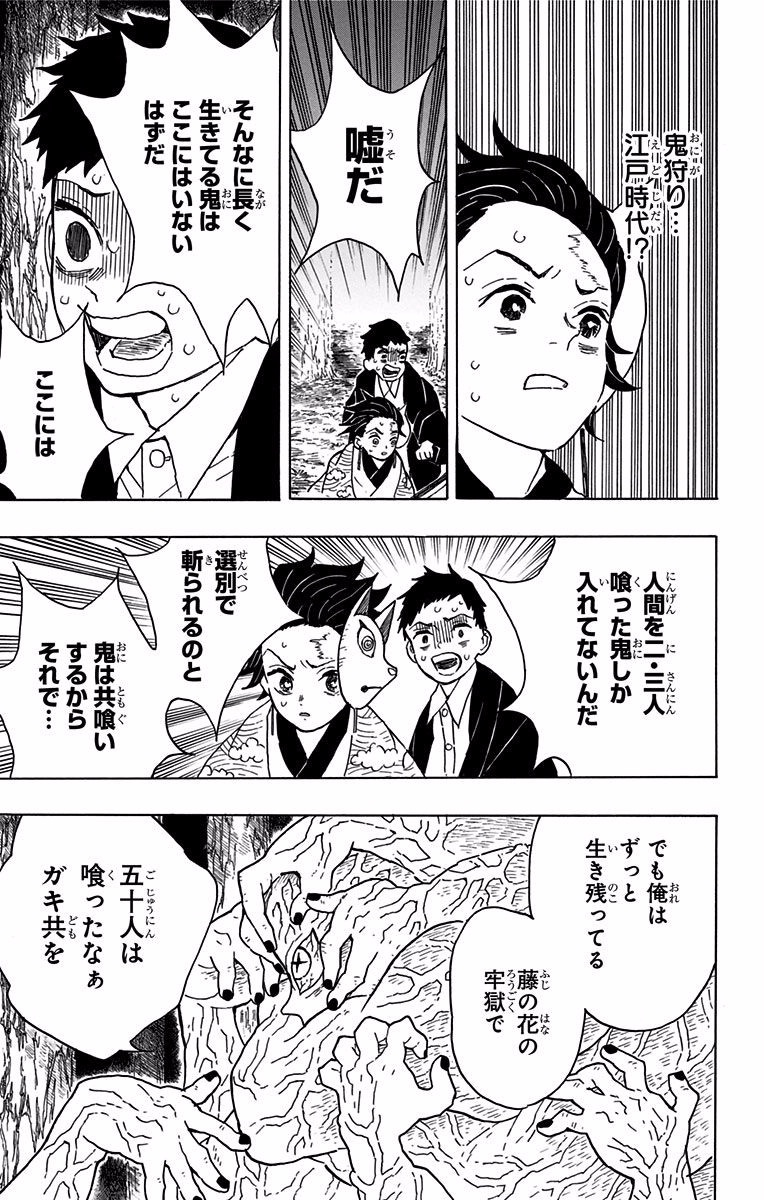 鬼狩り…
江戸時代!?
嘘だ
そんなに長く
生きてる鬼は
ここにはいない
はずだ
ここには
人間を二・三人
喰った鬼しか
入れてないんだ
選別で
斬られるのと
鬼は共喰い
するから
それで…
でも俺は
ずっと
生き残ってる
藤の花の
牢獄で
五十人は
喰ったなぁ
ガキ共を